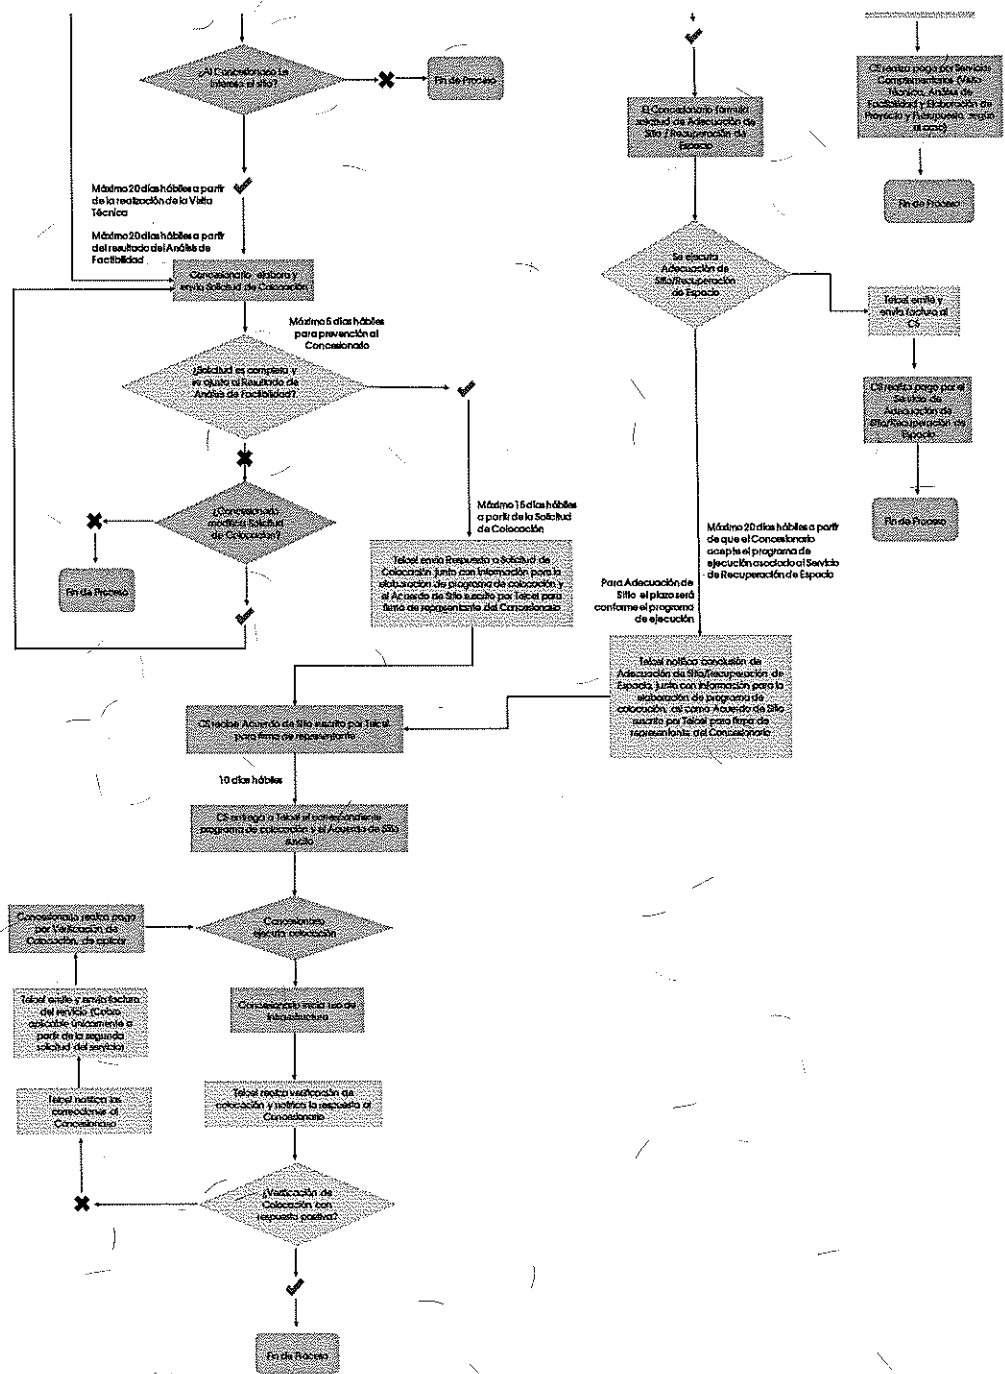 ¿Al Concesionario Le
Interesa el sitio?
Fin de Proceso
Máximo 20 días hábiles a partir
de la realización de la Visita
Técnica
Máximo 20 días hábiles a partir
del resultado del Análisis de
Factibilidad
Concesionario elabora y
envía Solicitud de Colocación
Máximo 5 días hábiles
para prevención al
Concesionario
¿Solicitud es completa y
se ajusta al Resultado de
Análisis de Factibilidad?
¿Concesionario
modifica Solicitud
de Colocación?
Fin de Proceso
Máximo 15 días hábiles
a partir de la Solicitud
de Colocación
Telcel envía Respuesta a Solicitud de
Colocación junto con información para la
elaboración de programa de colocación y
el Acuerdo de Sitio suscrito por Telcel para
firma de representante del Concesionario
El Concesionario formula
solicitud de Adecuación de
Sitio / Recuperación de
Espacio
Se ejecuta
Adecuación de
Sitio/Recuperación
de Espacio
CS realiza pago por Servicios
Complementarios (Visita
Técnica, Análisis de
Factibilidad y Elaboración de
Proyecto y Presupuesto, según
el caso)
Fin de Proceso
Telcel emite y
envía factura al
CS
CS realiza pago por el
Servicio de
Adecuación de
Sitio/Recuperación de
Espacio
Fin de Proceso
Máximo 20 días hábiles a partir
de que el Concesionario
acepte el programa de
ejecución asociado al Servicio
de Recuperación de Espacio
Para Adecuación de
Sitio el plazo será
conforme el programa
de ejecución
Telcel notifica conclusión de
Adecuación de Sitio/Recuperación de
Espacio, junto con información para la
elaboración de programa de
colocación, así como Acuerdo de Sitio
suscrito por Telcel para firma de
representante del Concesionario
CS recibe Acuerdo de Sitio suscrito por Telcel
para firma de representante
10 días hábiles
CS entrega a Telcel el correspondiente
programa de colocación y el Acuerdo de Sitio
suscrito
Concesionario
ejecuta colocación
Concesionario realiza pago
por Verificación de
Colocación, de aplicar
Telcel emite y envía factura
del servicio (Cobro
aplicable únicamente a
partir de la segunda
solicitud del servicio)
Telcel notifica las
correcciones al
Concesionario
Concesionario inicia uso de
Infraestructura
Telcel realiza verificación de
colocación y notifica la respuesta al
Concesionario
¿Verificación de
Colocación con
respuesta positiva?
Fin de Proceso